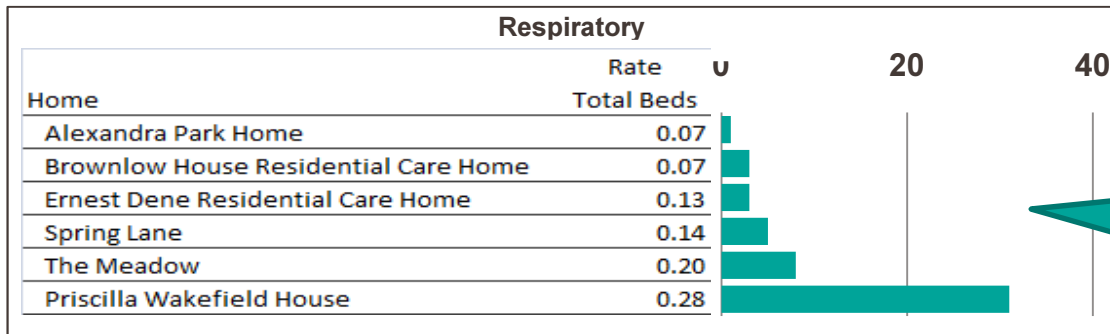 Respiratory
Rate 0 20 40
Home Total Beds
Alexandra Park Home 0.07
Brownlow House Residential Care Home 0.07
Ernest Dene Residential Care Home 0.13
Spring Lane 0.14
The Meadow 0.20
Priscilla Wakefield House 0.28